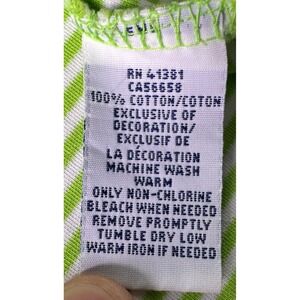 RN 41381
CA56658
100% COTTON/COTON
EXCLUSIVE OF
DECORATION/
EXCLUSIF DE
LA DÉCORATION
MACHINE WASH
WARM
ONLY NON-CHLORINE
BLEACH WHEN NEEDED
REMOVE PROMPTLY
TUMBLE DRY LOW
WARM IRON IF NEEDED